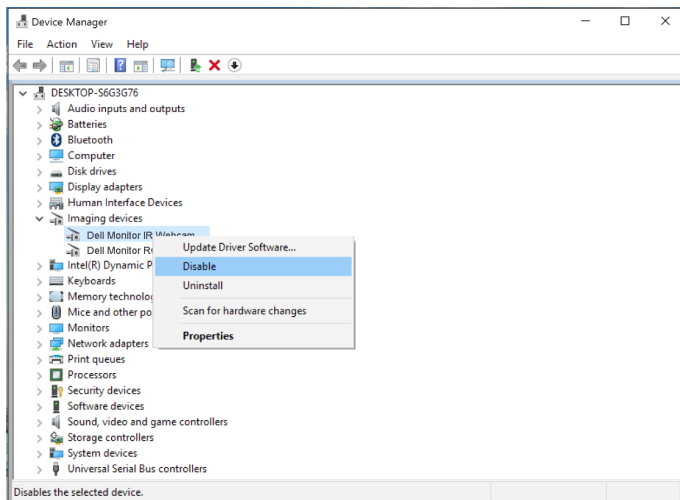 Device Manager
File Action View Help
DESKTOP-S6G3G76
Audio inputs and outputs
Batteries
Bluetooth
Computer
Disk drives
Display adapters
Human Interface Devices
Imaging devices
Dell Monitor IR Webcam
Dell Monitor
Update Driver Software...
Disable
Uninstall
Scan for hardware changes
Properties
Intel(R) Dynamic
Keyboards
Memory
Mice and other
Monitors
Network adapters
Print queues
Processors
Security devices
Software devices
Sound, video and game controllers
Storage controllers
System devices
Universal Serial Bus controllers
Disables the selected device.